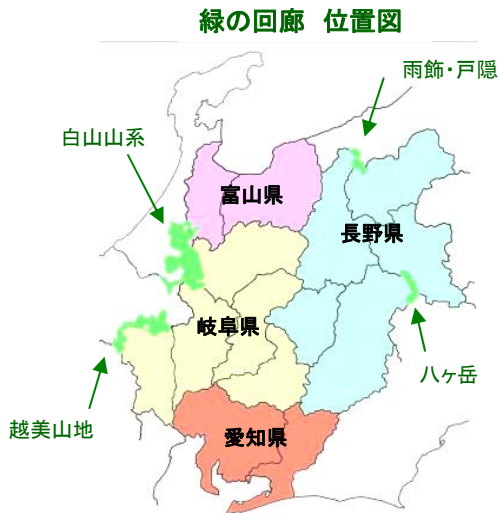 緑の回廊 位置図
雨飾・戸隠
白山山系
富山県
長野県
岐阜県
八ヶ岳
越美山地
愛知県